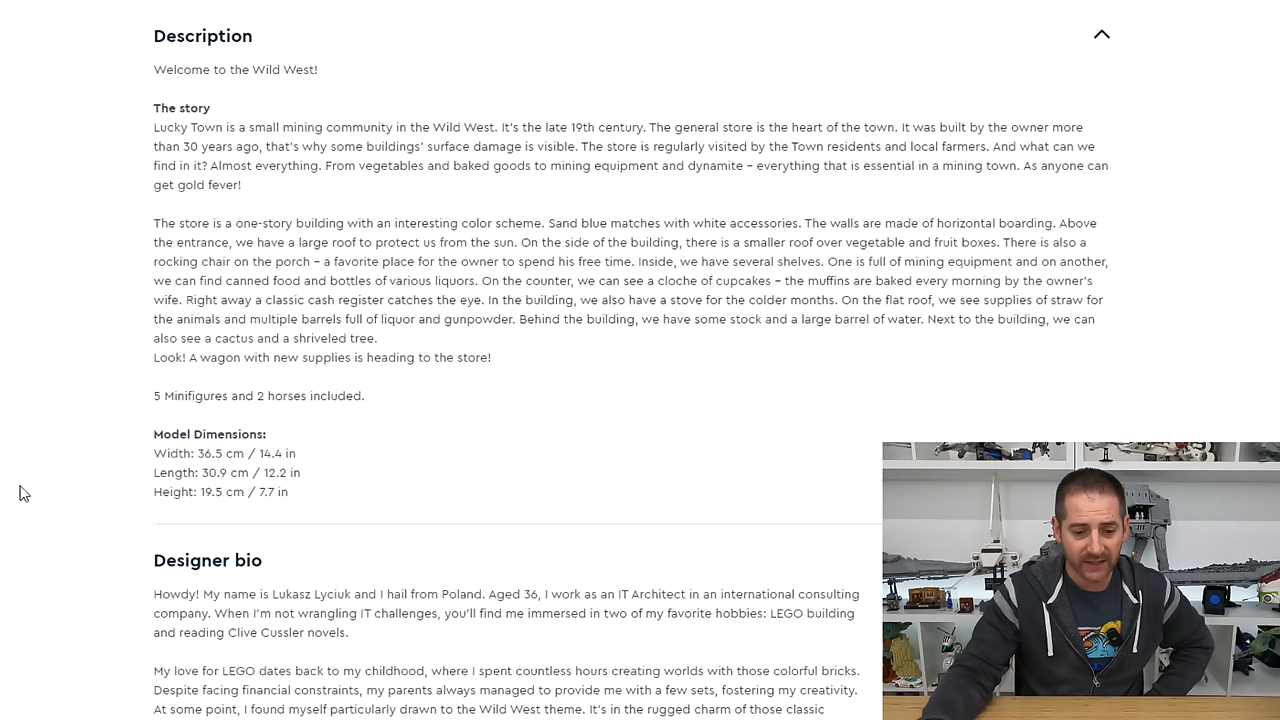 Description
Welcome to the Wild West!
The story
Lucky Town is a small mining community in the Wild West. It's the late 19th century. The general store is the heart of the town. It was built by the owner more
than 30 years ago, that's why some buildings' surface damage is visible. The store is regularly visited by the Town residents and local farmers. And what can we
find in it? Almost everything. From vegetables and baked goods to mining equipment and dynamite – everything that is essential in a mining town. As anyone can
get gold fever!
The store is a one-story building with an interesting color scheme. Sand blue matches with white accessories. The walls are made of horizontal boarding. Above
the entrance, we have a large roof to protect us from the sun. On the side of the building, there is a smaller roof over vegetable and fruit boxes. There is also a
rocking chair on the porch – a favorite place for the owner to spend his free time. Inside, we have several shelves. One is full of mining equipment and on another,
we can find canned food and bottles of various liquors. On the counter, we can see a cloche of cupcakes – the muffins are baked every morning by the owner's
wife. Right away a classic cash register catches the eye. In the building, we also have a stove for the colder months. On the flat roof, we see supplies of straw for
the animals and multiple barrels full of liquor and gunpowder. Behind the building, we have some stock and a large barrel of water. Next to the building, we can
also see a cactus and a shriveled tree.
Look! A wagon with new supplies is heading to the store!
5 Minifigures and 2 horses included.
Model Dimensions:
Width: 36.5 cm / 14.4 in
Length: 30.9 cm / 12.2 in
Height: 19.5 cm / 7.7 in
Designer bio
Howdy! My name is Lukasz Lyciuk and I hail from Poland. Aged 36, I work as an IT Architect in an international consulting
company. When I'm not wrangling IT challenges, you'll find me immersed in two of my favorite hobbies: LEGO building
and reading Clive Cussler novels.
My love for LEGO dates back to my childhood, where I spent countless hours creating worlds with those colorful bricks.
Despite facing financial constraints, my parents always managed to provide me with a few sets, fostering my creativity.
At some point, I found myself particularly drawn to the Wild West theme. It's in the rugged charm of those classic